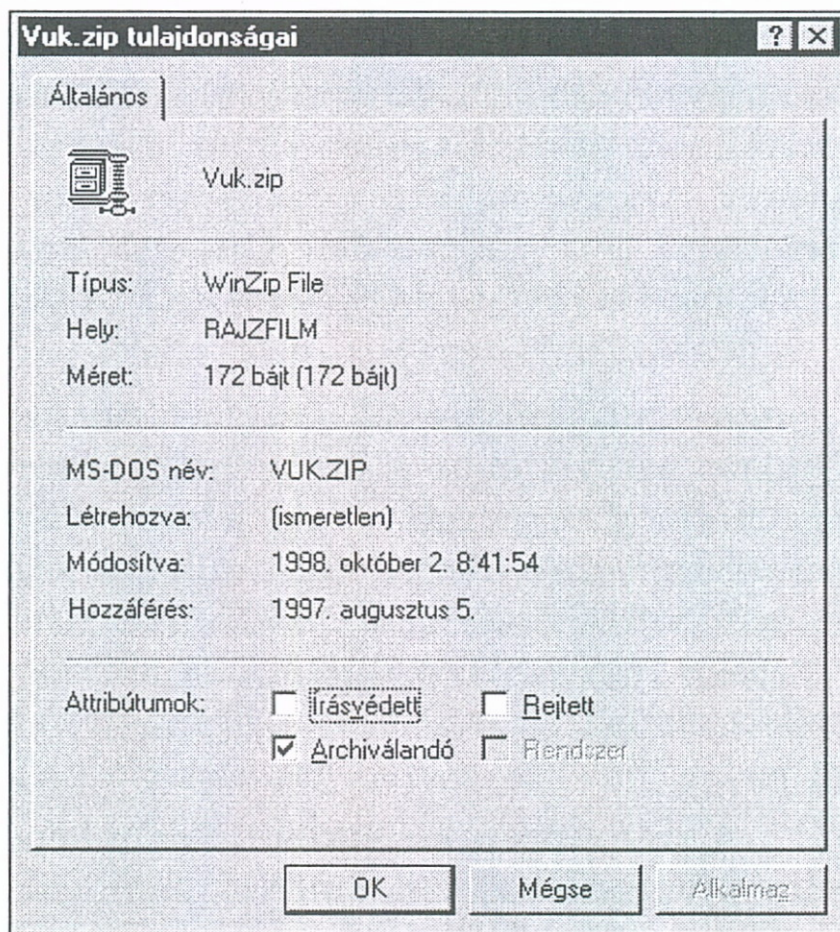 Vuk.zip tulajdonságai
Általános
Vuk.zip
Típus: WinZip File
Hely: RAJZFILM
Méret: 172 bájt (172 bájt)
MS-DOS név: VUK.ZIP
Létrehozva: (ismeretlen)
Módosítva: 1998. október 2. 8:41:54
Hozzáférés: 1997. augusztus 5.
Attribútumok: Írásvédett Rejtett
Archiválandó Rendszer
OK Mégse Alkalmaz